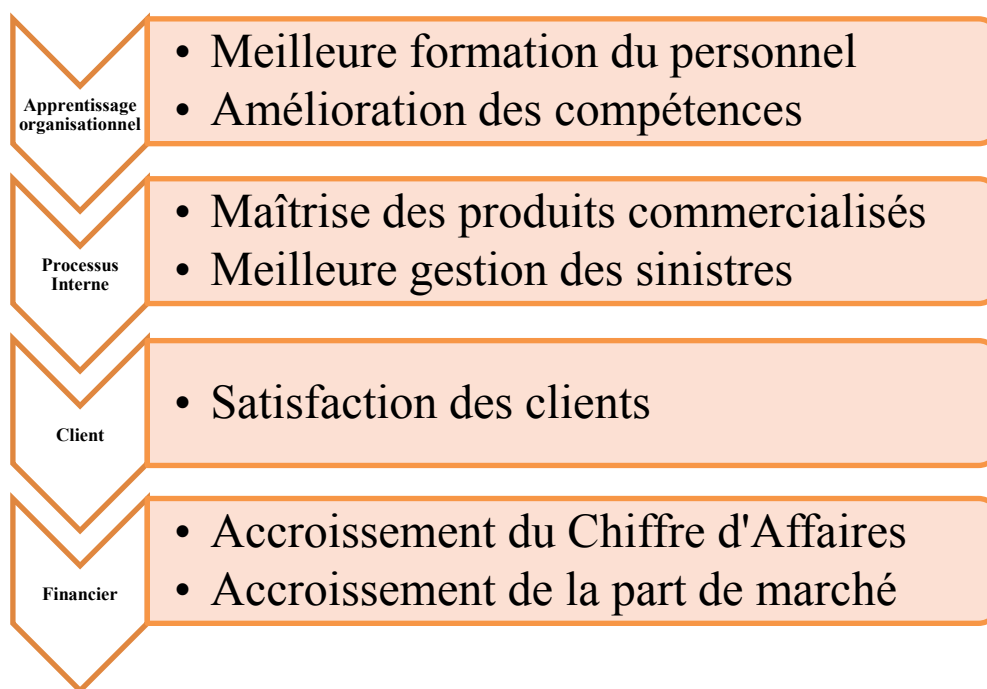 Apprentissage
organisationnel
• Meilleure formation du personnel
• Amélioration des compétences
Processus
Interne
• Maîtrise des produits commercialisés
• Meilleure gestion des sinistres
Client
• Satisfaction des clients
Financier
• Accroissement du Chiffre d'Affaires
• Accroissement de la part de marché